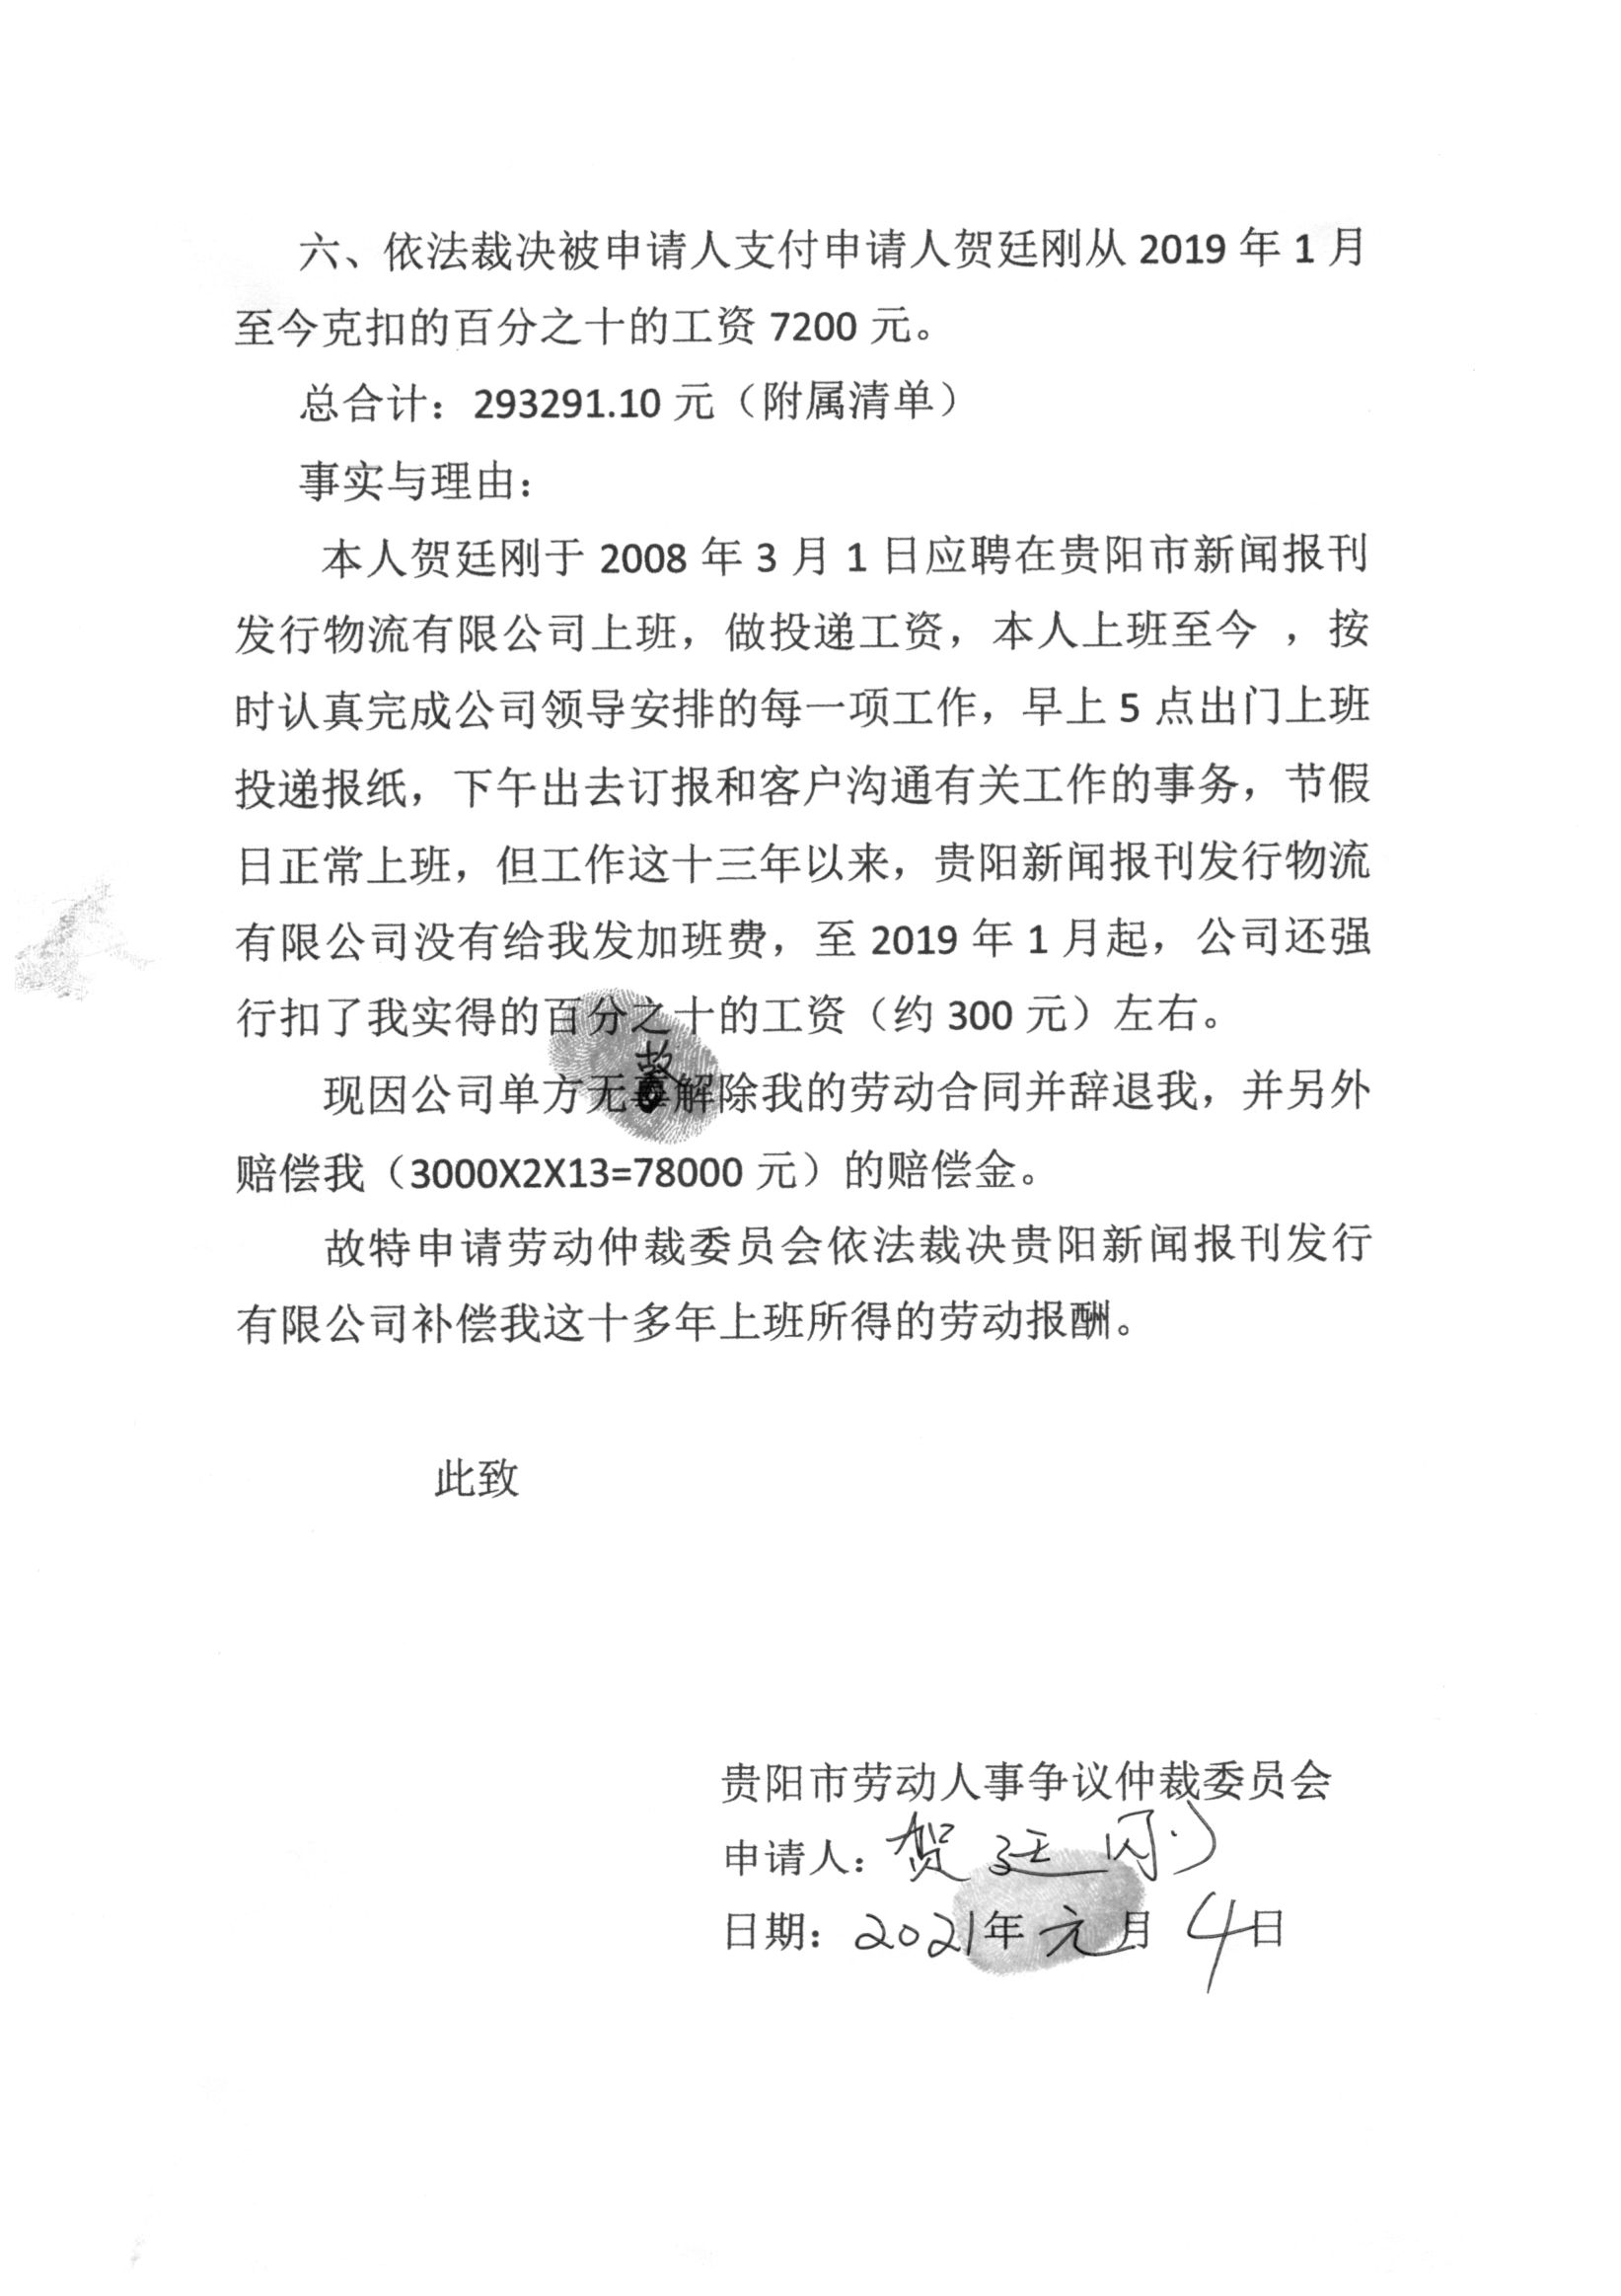 六、依法裁决被申请人支付申请人贺廷刚从 2019 年 1 月
至今克扣的百分之十的工资 7200 元。
总合计：293291.10 元（附属清单）
事实与理由：
本人贺廷刚于 2008 年 3 月 1 日应聘在贵阳市新闻报刊
发行物流有限公司上班，做投递工资，本人上班至今 ，按
时认真完成公司领导安排的每一项工作，早上 5 点出门上班
投递报纸，下午出去订报和客户沟通有关工作的事务，节假
日正常上班，但工作这十三年以来，贵阳新闻报刊发行物流
有限公司没有给我发加班费，至 2019 年 1 月起，公司还强
行扣了我实得的百分之十的工资（约 300 元）左右。
现因公司单方无故解除我的劳动合同并辞退我，并另外
赔偿我（3000X2X13=78000 元）的赔偿金。
故特申请劳动仲裁委员会依法裁决贵阳新闻报刊发行
有限公司补偿我这十多年上班所得的劳动报酬。
此致
贵阳市劳动人事争议仲裁委员会
申请人：贺廷刚
日期：2021年元月4日